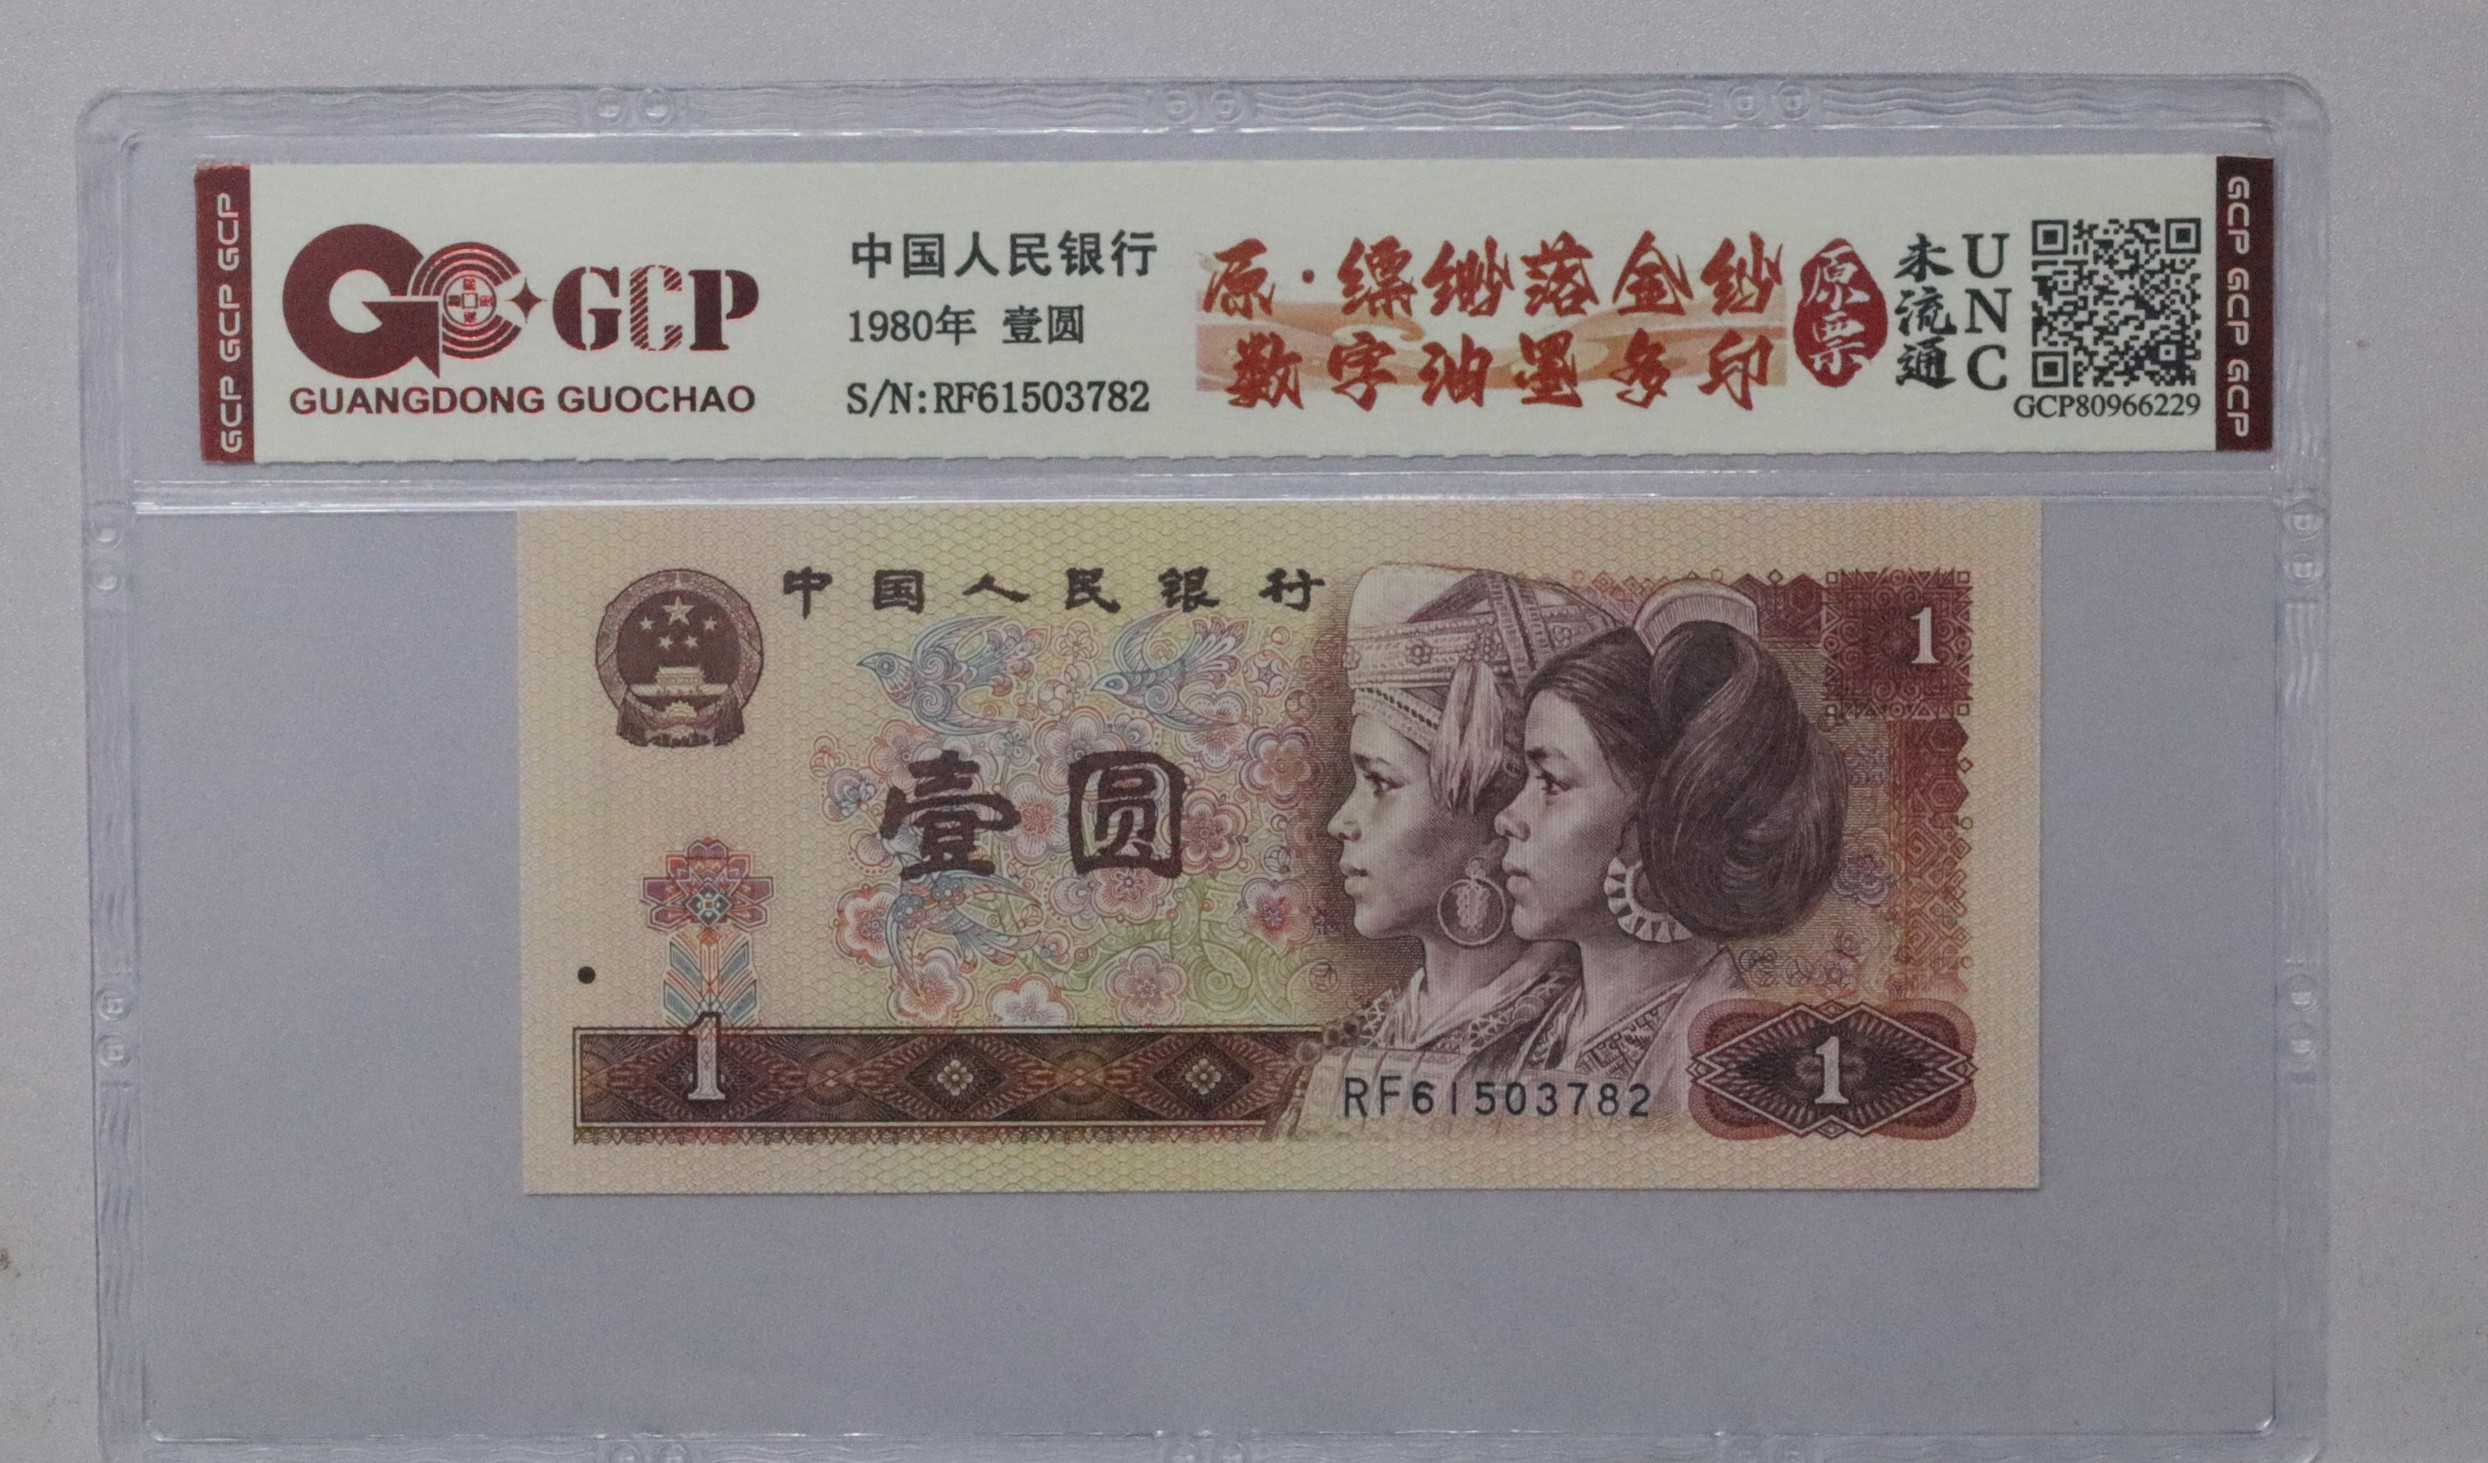 GCP GCP GCP
GCP
GUANGDONG GUOCHAO
中国人民银行
1980年 壹圆
S/N:RF61503782
原·缥缈落金纱
数字油墨多印
原票
未流通
UNC
GCP80966229
GCP GCP GCP
中国人民银行
1
壹圆
1
RF61503782
1